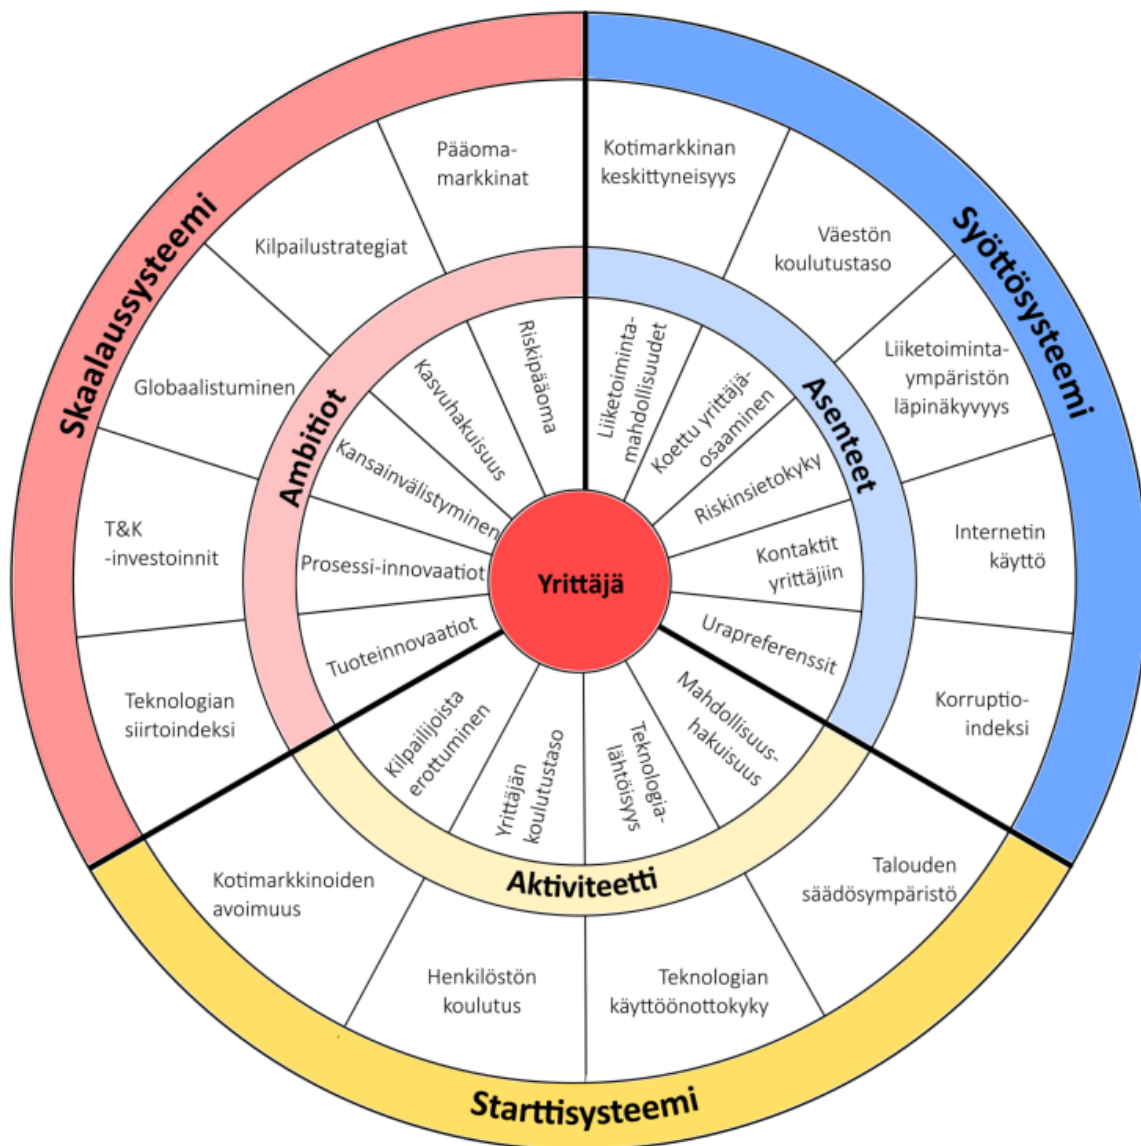 Skaalaussysteemi
Pääoma-
markkinat
Kilpailustrategiat
Globaalistuminen
T&K
-investoinnit
Teknologian
siirtoindeksi
Syöttösysteemi
Kotimarkkinan
keskittyneisyys
Väestön
koulutustaso
Liiketoiminta-
ympäristön
läpinäkyvyys
Internetin
käyttö
Korruptio-
indeksi
Starttisysteemi
Talouden
säädösympäristö
Teknologian
käyttöönottokyky
Henkilöstön
koulutus
Kotimarkkinoiden
avoimuus
Ambitiot
Riskipääoma
Kasvuhakuisuus
Kansainvälistyminen
Prosessi-innovaatiot
Tuoteinnovaatiot
Asenteet
Liiketoiminta-
mahdollisuudet
Koettu yrittäjä-
osaaminen
Riskinsietokyky
Kontaktit
yrittäjiin
Urapreferenssit
Aktiviteetti
Mahdollisuus-
hakuisuus
Teknologia-
lähtöisyys
Yrittäjän
koulutustaso
Kilpailijoista
erottuminen
Yrittäjä